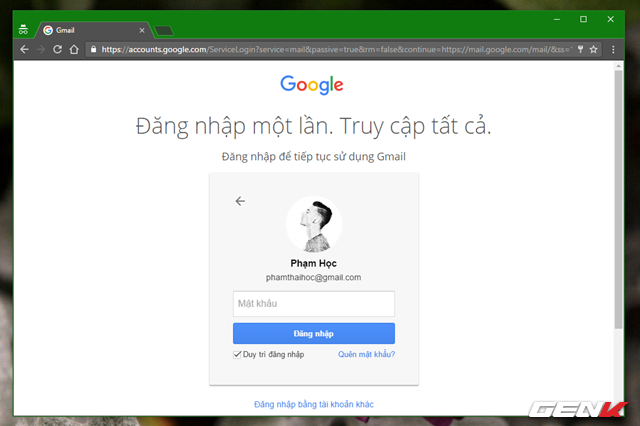 Gmail
https://accounts.google.com/ServiceLogin?service=mail&passive=true&rm=false&continue=https://mail.google.com/mail/&ss=
Google
Đăng nhập một lần. Truy cập tất cả.
Đăng nhập để tiếp tục sử dụng Gmail
Phạm Học
phamthaihoc@gmail.com
Mật khẩu
Đăng nhập
Duy trì đăng nhập Quên mật khẩu?
Đăng nhập bằng tài khoản khác
GENK